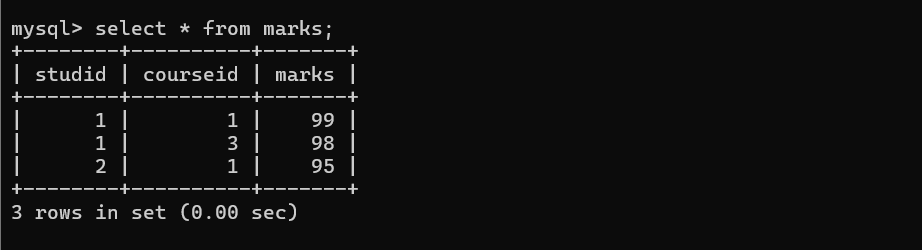 mysql> select * from marks;
+--------+----------+-------+
| studid | courseid | marks |
+--------+----------+-------+
|      1 |        1 |    99 |
|      1 |        3 |    98 |
|      2 |        1 |    95 |
+--------+----------+-------+
3 rows in set (0.00 sec)